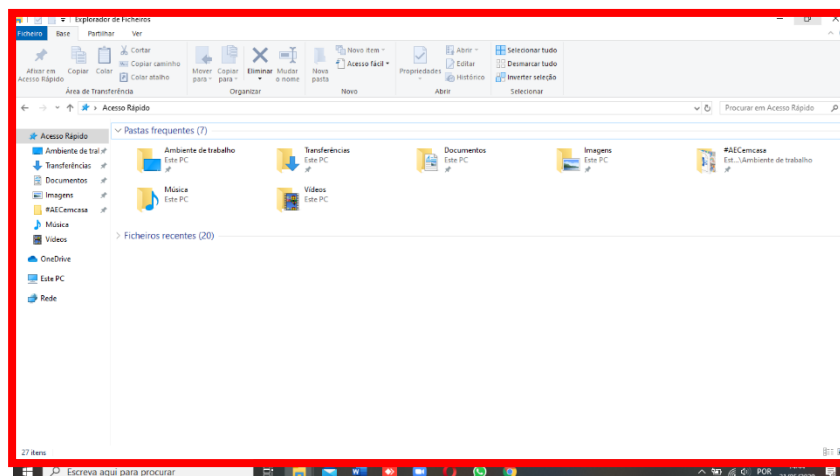 Explorador de Ficheiros
Ficheiro Base Partilhar Ver
Afixar em Acesso Rápido
Copiar
Colar
Cortar
Copiar caminho
Colar atalho
Área de Transferência
Mover para
Copiar para
Eliminar
Mudar o nome
Organizar
Nova pasta
Novo item
Acesso fácil
Novo
Propriedades
Abrir
Editar
Histórico
Abrir
Selecionar tudo
Desmarcar tudo
Inverter seleção
Selecionar
Acesso Rápido
Procurar em Acesso Rápido
Acesso Rápido
Ambiente de tral
Transferências
Documentos
Imagens
#AECemcasa
Música
Vídeos
OneDrive
Este PC
Rede
Pastas frequentes (7)
Ambiente de trabalho
Este PC
Transferências
Este PC
Documentos
Este PC
Imagens
Este PC
#AECemcasa
Est...\Ambiente de trabalho
Música
Este PC
Vídeos
Este PC
Ficheiros recentes (20)
27 itens
Escreva aqui para procurar
POR